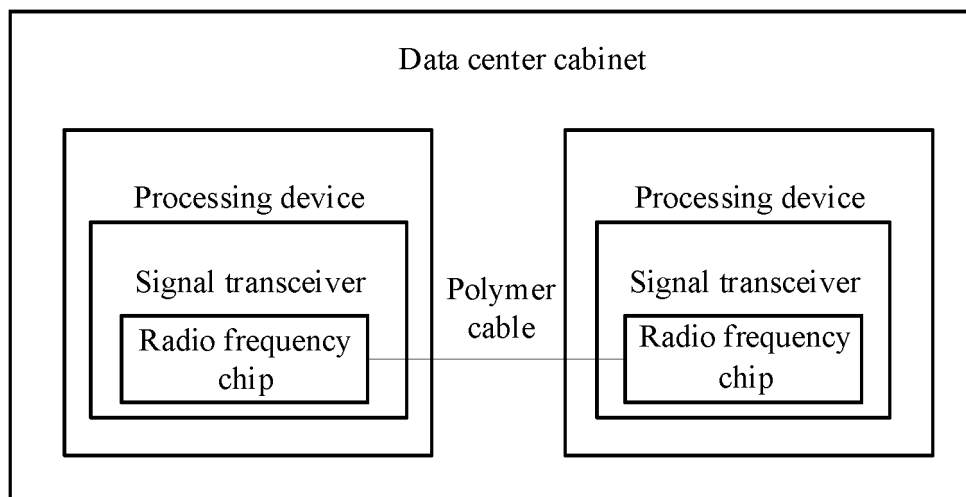 Data center cabinet
Processing device
Signal transceiver
Radio frequency
chip
Polymer
cable
Processing device
Signal transceiver
Radio frequency
chip